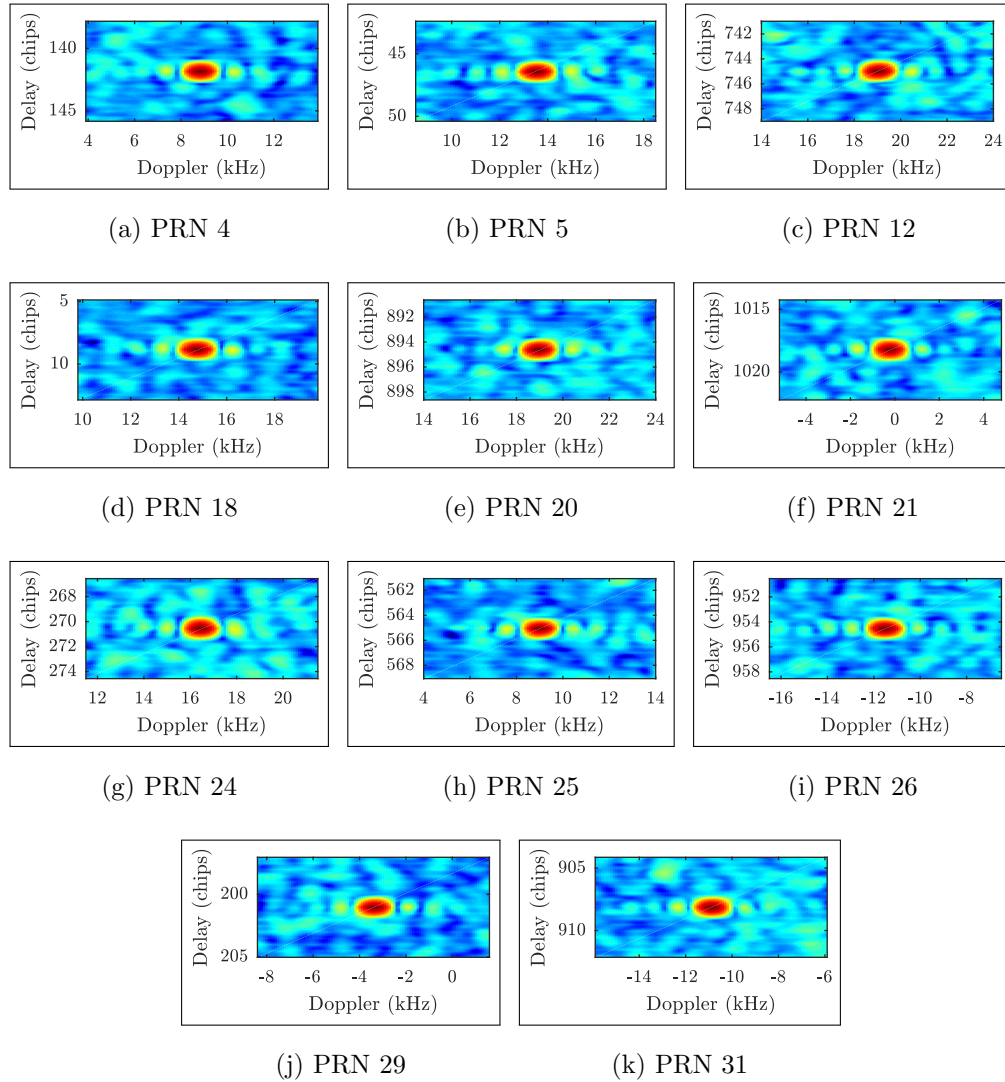 140
145
Delay (chips)
4 6 8 10 12
Doppler (kHz)
(a) PRN 4
45
50
Delay (chips)
10 12 14 16 18
Doppler (kHz)
(b) PRN 5
742
744
746
748
Delay (chips)
14 16 18 20 22 24
Doppler (kHz)
(c) PRN 12
5
10
Delay (chips)
10 12 14 16 18
Doppler (kHz)
(d) PRN 18
892
894
896
898
Delay (chips)
14 16 18 20 22 24
Doppler (kHz)
(e) PRN 20
1015
1020
Delay (chips)
-4 -2 0 2 4
Doppler (kHz)
(f) PRN 21
268
270
272
274
Delay (chips)
12 14 16 18 20
Doppler (kHz)
(g) PRN 24
562
564
566
568
Delay (chips)
4 6 8 10 12 14
Doppler (kHz)
(h) PRN 25
952
954
956
958
Delay (chips)
-16 -14 -12 -10 -8
Doppler (kHz)
(i) PRN 26
200
205
Delay (chips)
-8 -6 -4 -2 0
Doppler (kHz)
(j) PRN 29
905
910
Delay (chips)
-14 -12 -10 -8 -6
Doppler (kHz)
(k) PRN 31